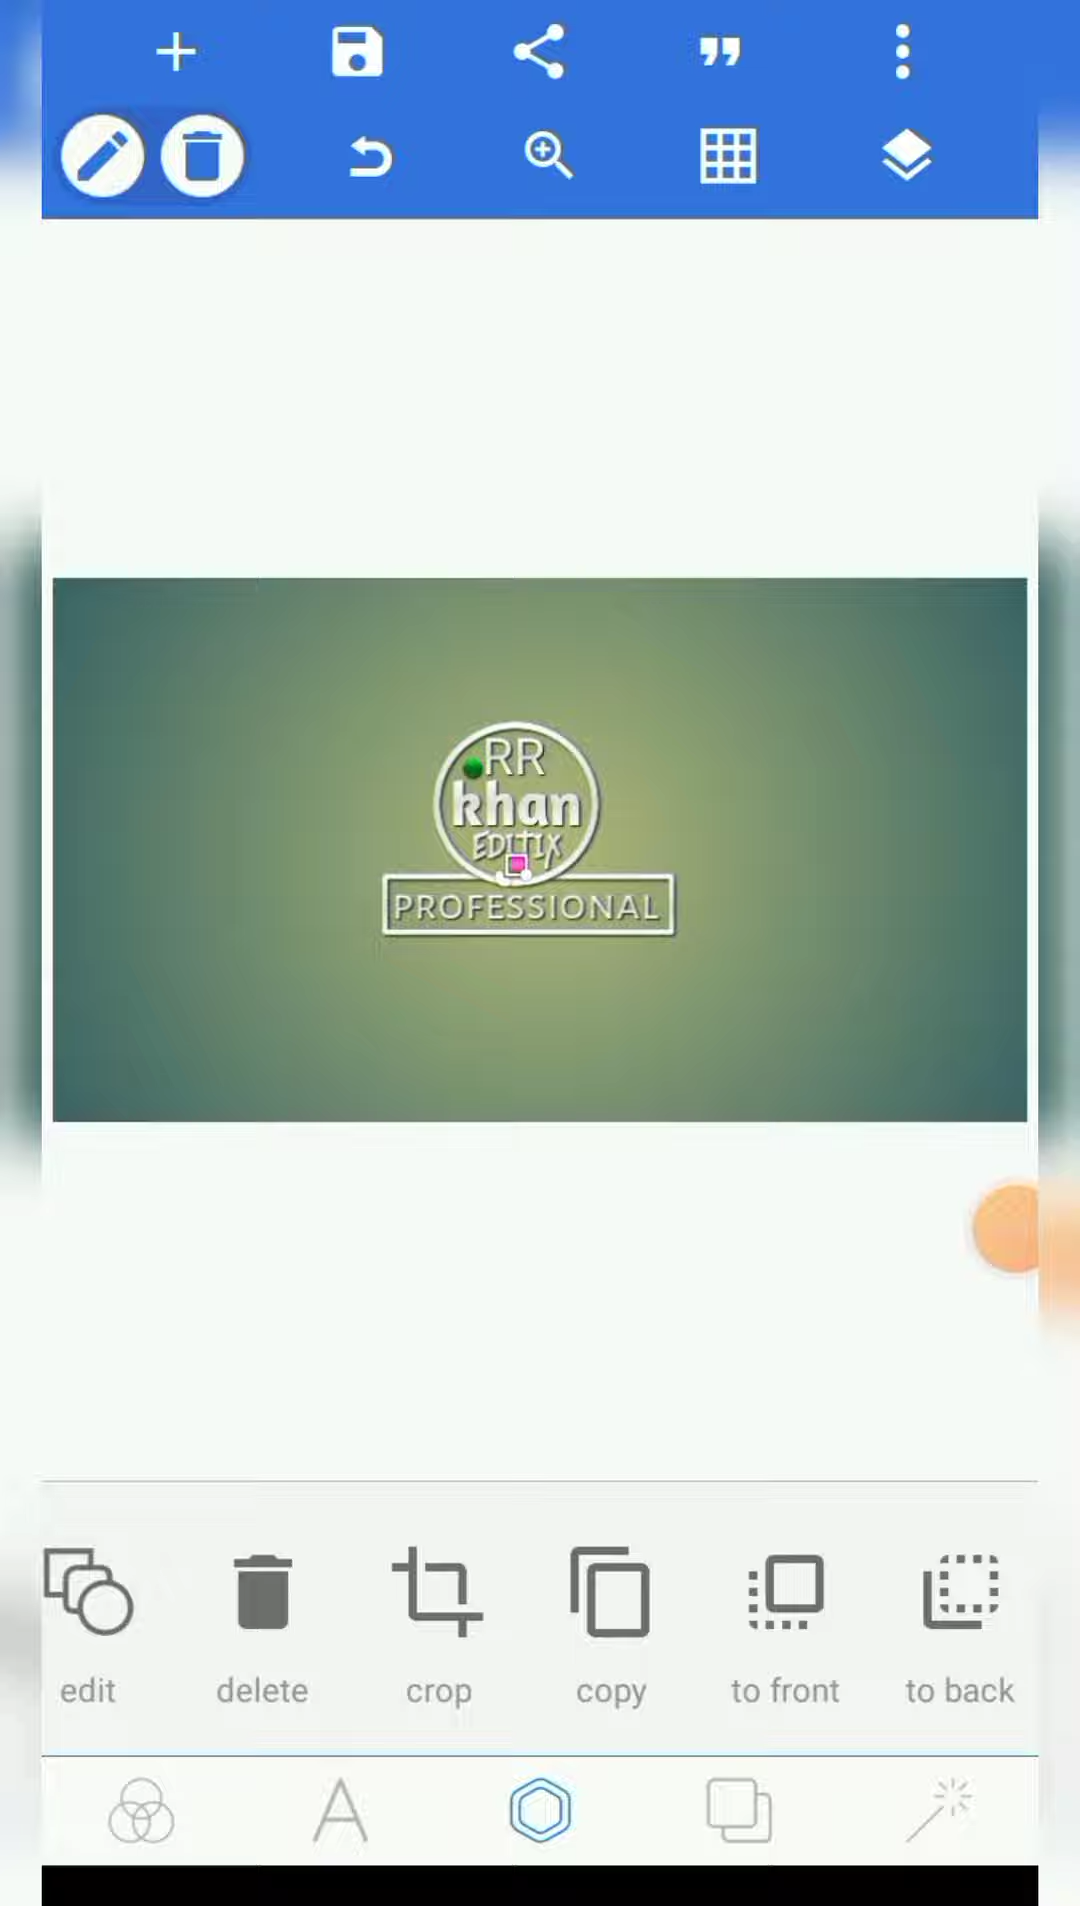 RR
khan
EDITIX
PROFESSIONAL
edit
delete
crop
copy
to front
to back